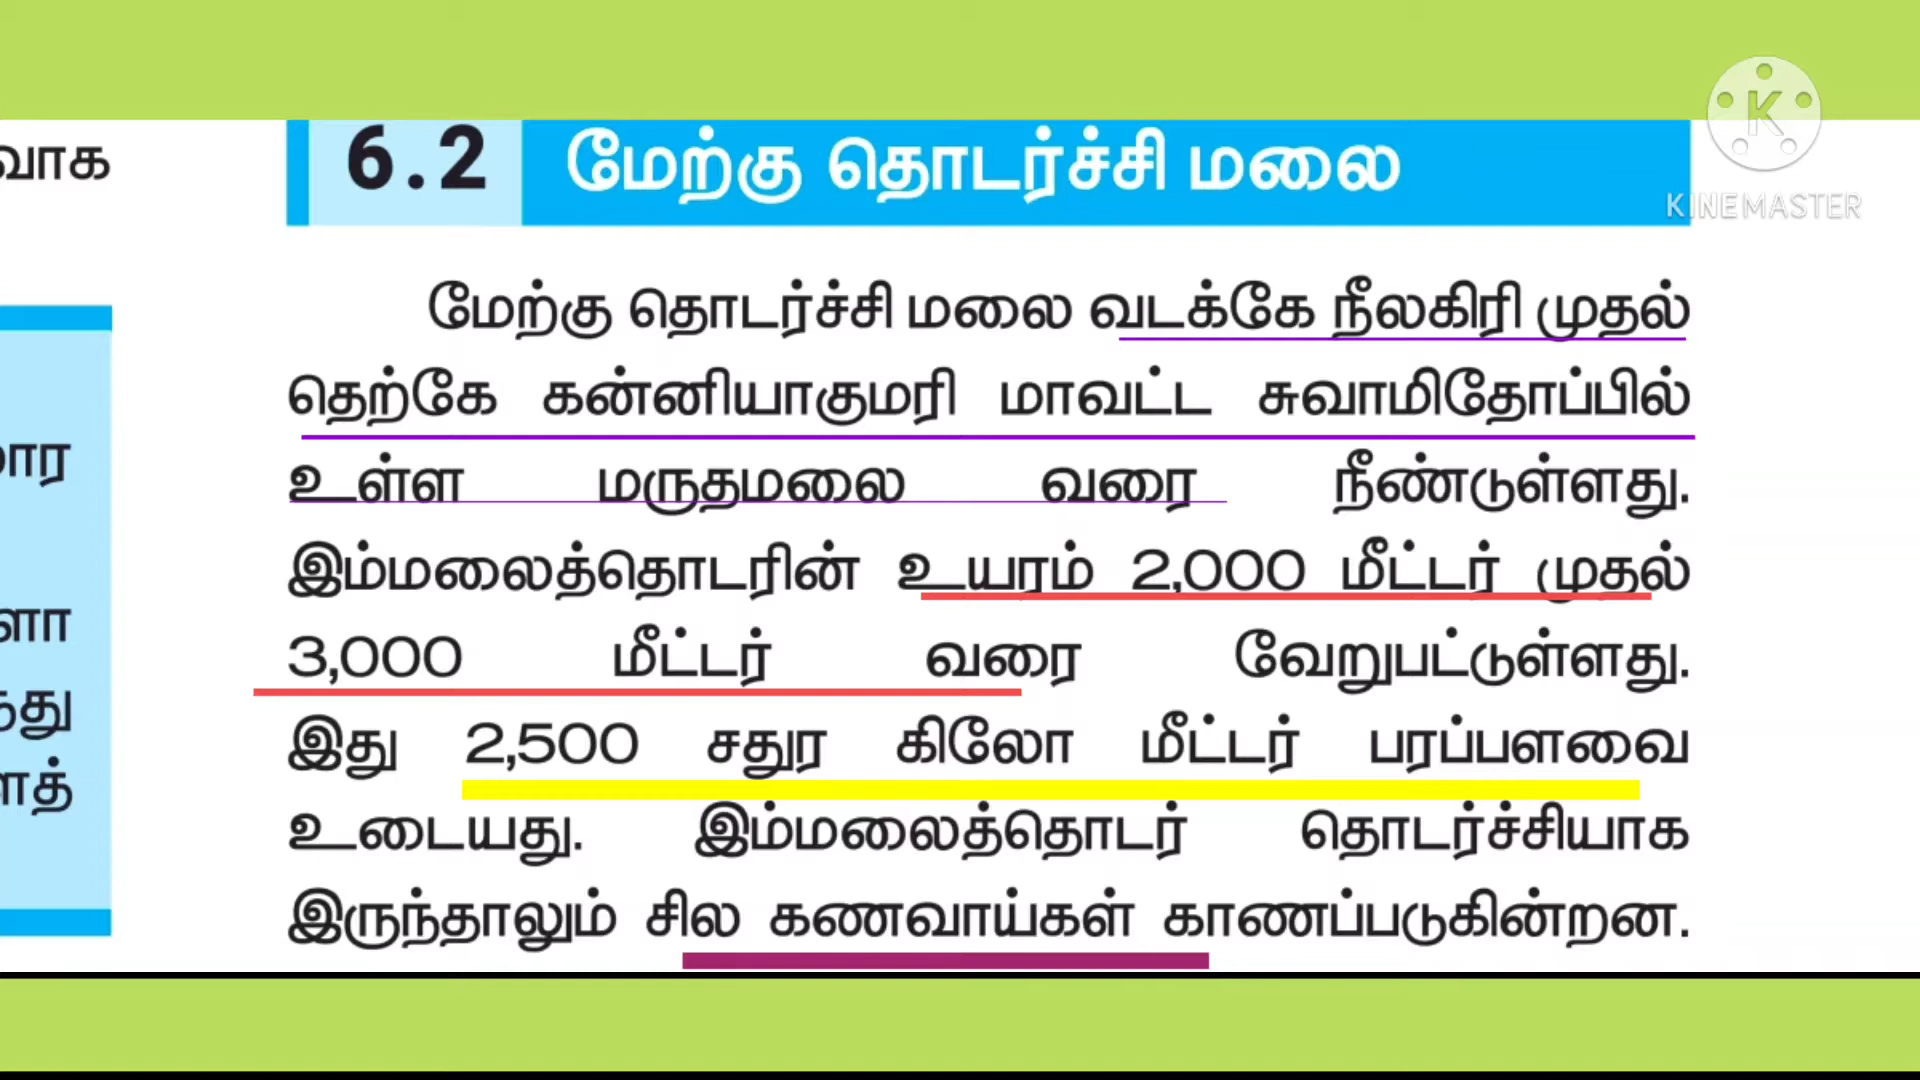 6.2 மேற்கு தொடர்ச்சி மலை
KINEMASTER
வாக
மேற்கு தொடர்ச்சி மலை வடக்கே நீலகிரி முதல்
தெற்கே கன்னியாகுமரி மாவட்ட சுவாமிதோப்பில்
உள்ள மருதமலை வரை நீண்டுள்ளது.
இம்மலைத்தொடரின் உயரம் 2,000 மீட்டர் முதல்
3,000 மீட்டர் வரை வேறுபட்டுள்ளது.
இது 2,500 சதுர கிலோ மீட்டர் பரப்பளவை
உடையது. இம்மலைத்தொடர் தொடர்ச்சியாக
இருந்தாலும் சில கணவாய்கள் காணப்படுகின்றன.